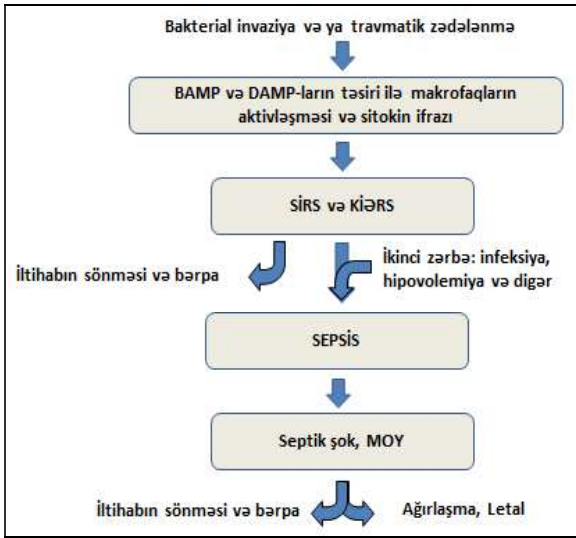 Bakterial invaziya və ya travmatik zədələnmə
BAMP və DAMP-ların təsiri ilə makrofaqların
aktivləşməsi və sitokin ifrazı
SİRS və KİƏRS
İltihabın sönməsi və bərpa
İkinci zərbə: infeksiya,
hipovolemiya və digər
SEPSİS
Septik şok, MOY
İltihabın sönməsi və bərpa
Ağırlaşma, Letal